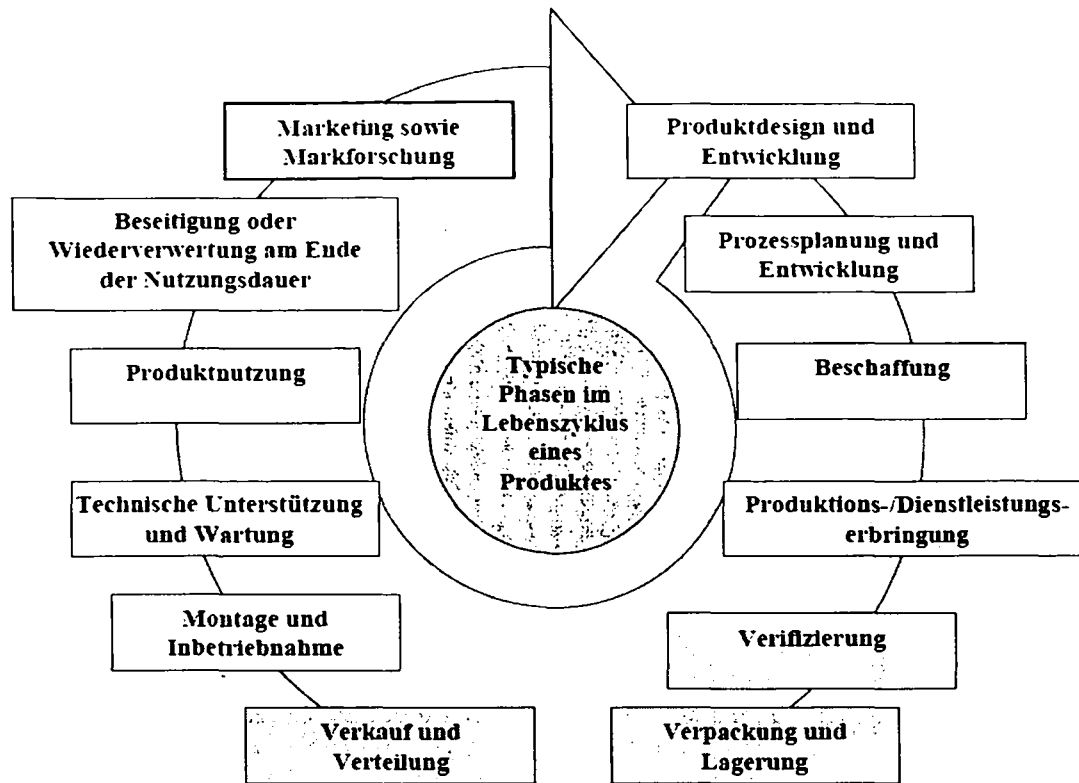 Marketing sowie
Markforschung
Produktdesign und
Entwicklung
Beseitigung oder
Wiederverwertung am Ende
der Nutzungsdauer
Prozessplanung und
Entwicklung
Typische
Phasen im
Lebenszyklus
eines
Produktes
Produktnutzung
Beschaffung
Technische Unterstützung
und Wartung
Produktions-/Dienstleistungs-
erbringung
Montage und
Inbetriebnahme
Verifizierung
Verkauf und
Verteilung
Verpackung und
Lagerung